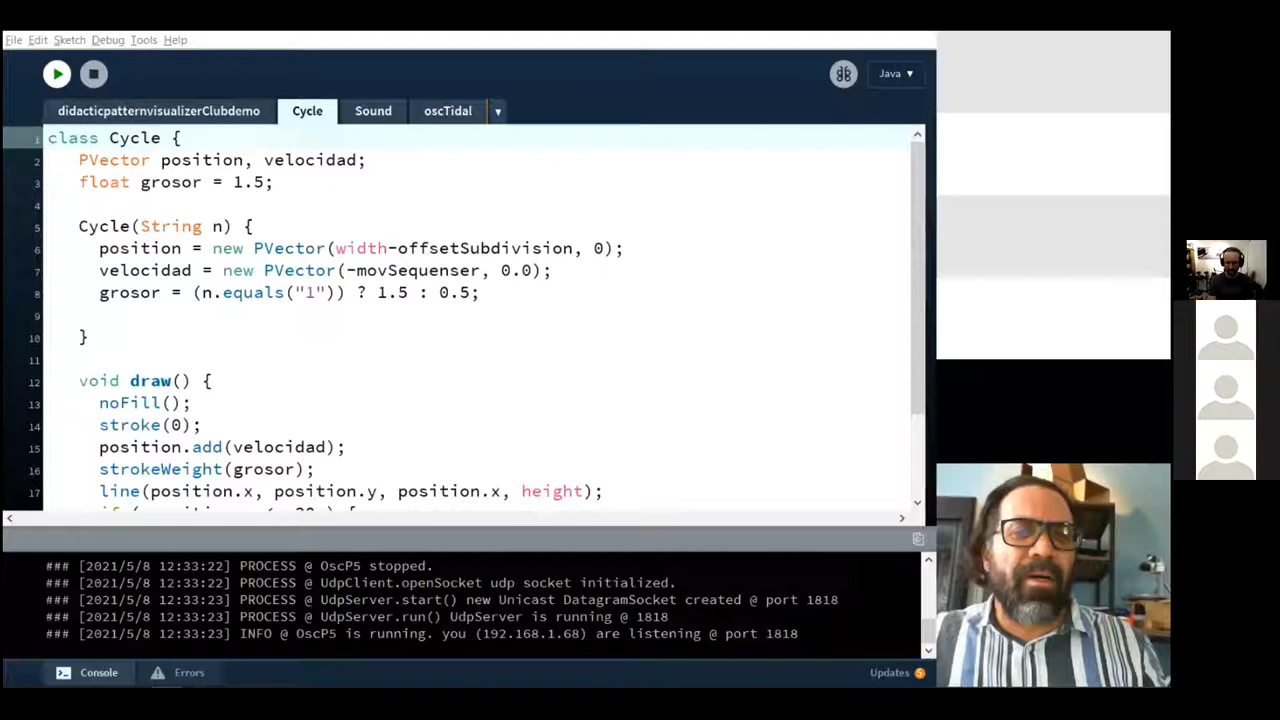 File Edit Sketch Debug Tools Help
Java ▾
didacticpatternvisualizerClubdemo Cycle Sound oscTidal ▾
1 class Cycle {
2 PVector position, velocidad;
3 float grosor = 1.5;
4
5 Cycle(String n) {
6 position = new PVector(width-offsetSubdivision, 0);
7 velocidad = new PVector(-movSequenser, 0.0);
8 grosor = (n.equals("1")) ? 1.5 : 0.5;
9
10 }
11
12 void draw() {
13 noFill();
14 stroke(0);
15 position.add(velocidad);
16 strokeWeight(grosor);
17 line(position.x, position.y, position.x, height);
### [2021/5/8 12:33:22] PROCESS @ OscP5 stopped.
### [2021/5/8 12:33:22] PROCESS @ UdpClient.openSocket udp socket initialized.
### [2021/5/8 12:33:23] PROCESS @ UdpServer.start() new Unicast DatagramSocket created @ port 1818
### [2021/5/8 12:33:23] PROCESS @ UdpServer.run() UdpServer is running @ 1818
### [2021/5/8 12:33:23] INFO @ OscP5 is running. you (192.168.1.68) are listening @ port 1818
Console Errors Updates 5